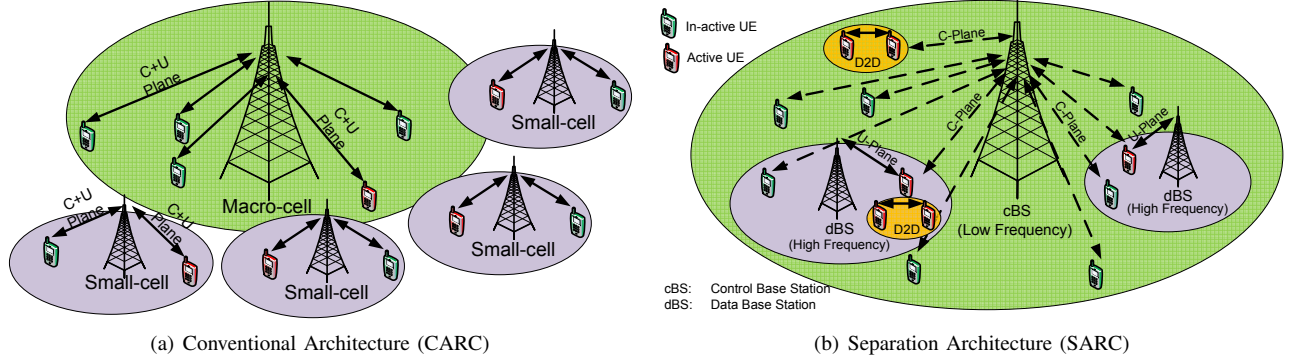 C+U
Plane
C+U
Plane
Macro-cell
Small-cell
Small-cell
C+U
Plane
C+U
Plane
Small-cell
Small-cell
(a) Conventional Architecture (CARC)
In-active UE
Active UE
D2D
C-Plane
C-Plane
C-Plane
U-Plane
U-Plane
D2D
dBS
(High Frequency)
cBS
(Low Frequency)
dBS
(High Frequency)
cBS: Control Base Station
dBS: Data Base Station
(b) Separation Architecture (SARC)